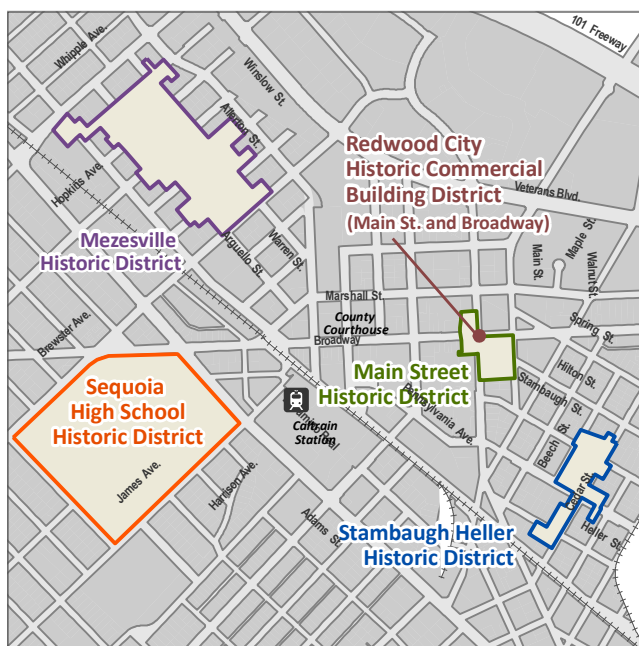 101 Freeway
Whipple Ave.
Winslow St.
Allerton St.
Redwood City
Historic Commercial
Building District
(Main St. and Broadway)
Veterans Blvd.
Hopkins Ave.
Mezesville
Historic District
Arguello St.
Warren St.
Main St.
Maple St.
Walnut St.
Marshall St.
County
Courthouse
Spring St.
Brewster Ave.
Broadway
Main Street
Historic District
Hilton St.
Stambaugh St.
Pennsylvania Ave.
Sequoia
High School
Historic District
Caltrain
Station
Beech St.
Cedar St.
James Ave.
Harrison Ave.
Adams St.
Heller St.
Stambaugh Heller
Historic District